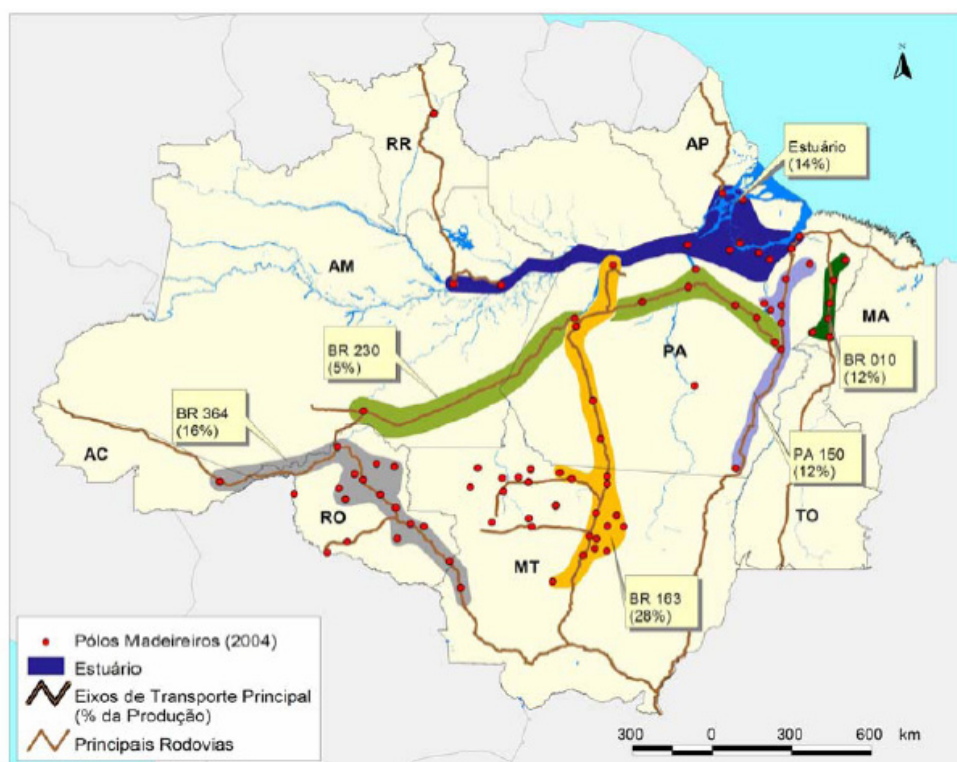 N
RR
AP
Estuário
(14%)
AM
MA
BR 230
(5%)
PA
BR 010
(12%)
BR 364
(16%)
AC
PA 150
(12%)
RO
TO
MT
BR 163
(28%)
Pólos Madeireiros (2004)
Estuário
Eixos de Transporte Principal
(% da Produção)
Principais Rodovias
300 0 300 600 km